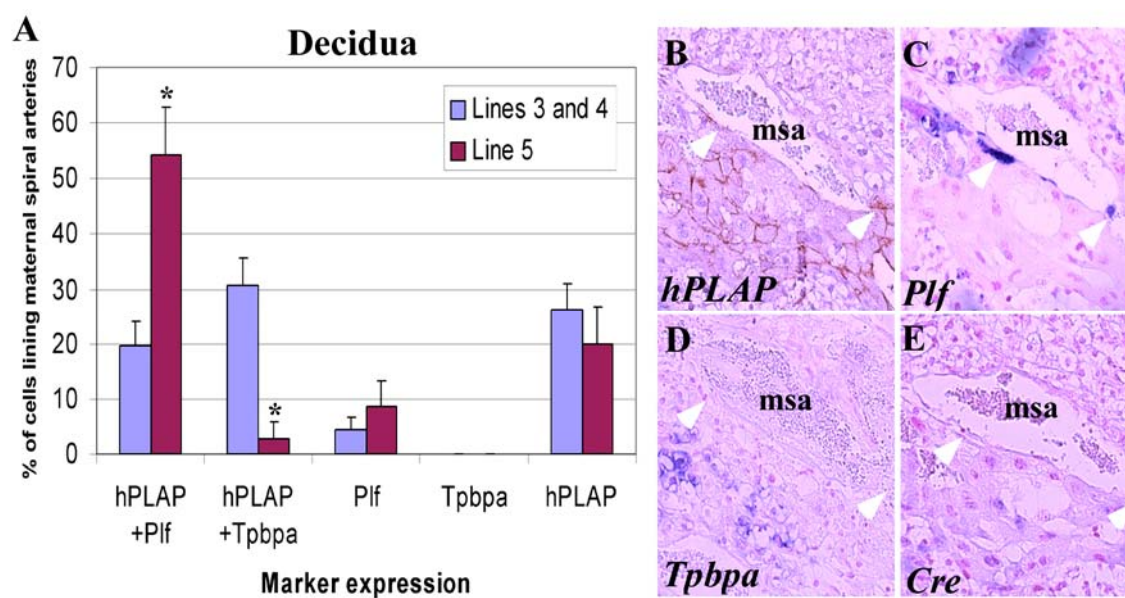 A
Decidua
% of cells lining maternal spiral arteries
70
60
50
40
30
20
10
0
*
*
Lines 3 and 4
Line 5
hPLAP
+Plf
hPLAP
+Tpbpa
Plf
Tpbpa
hPLAP
Marker expression
B
msa
hPLAP
C
msa
Plf
D
msa
Tpbpa
E
msa
Cre